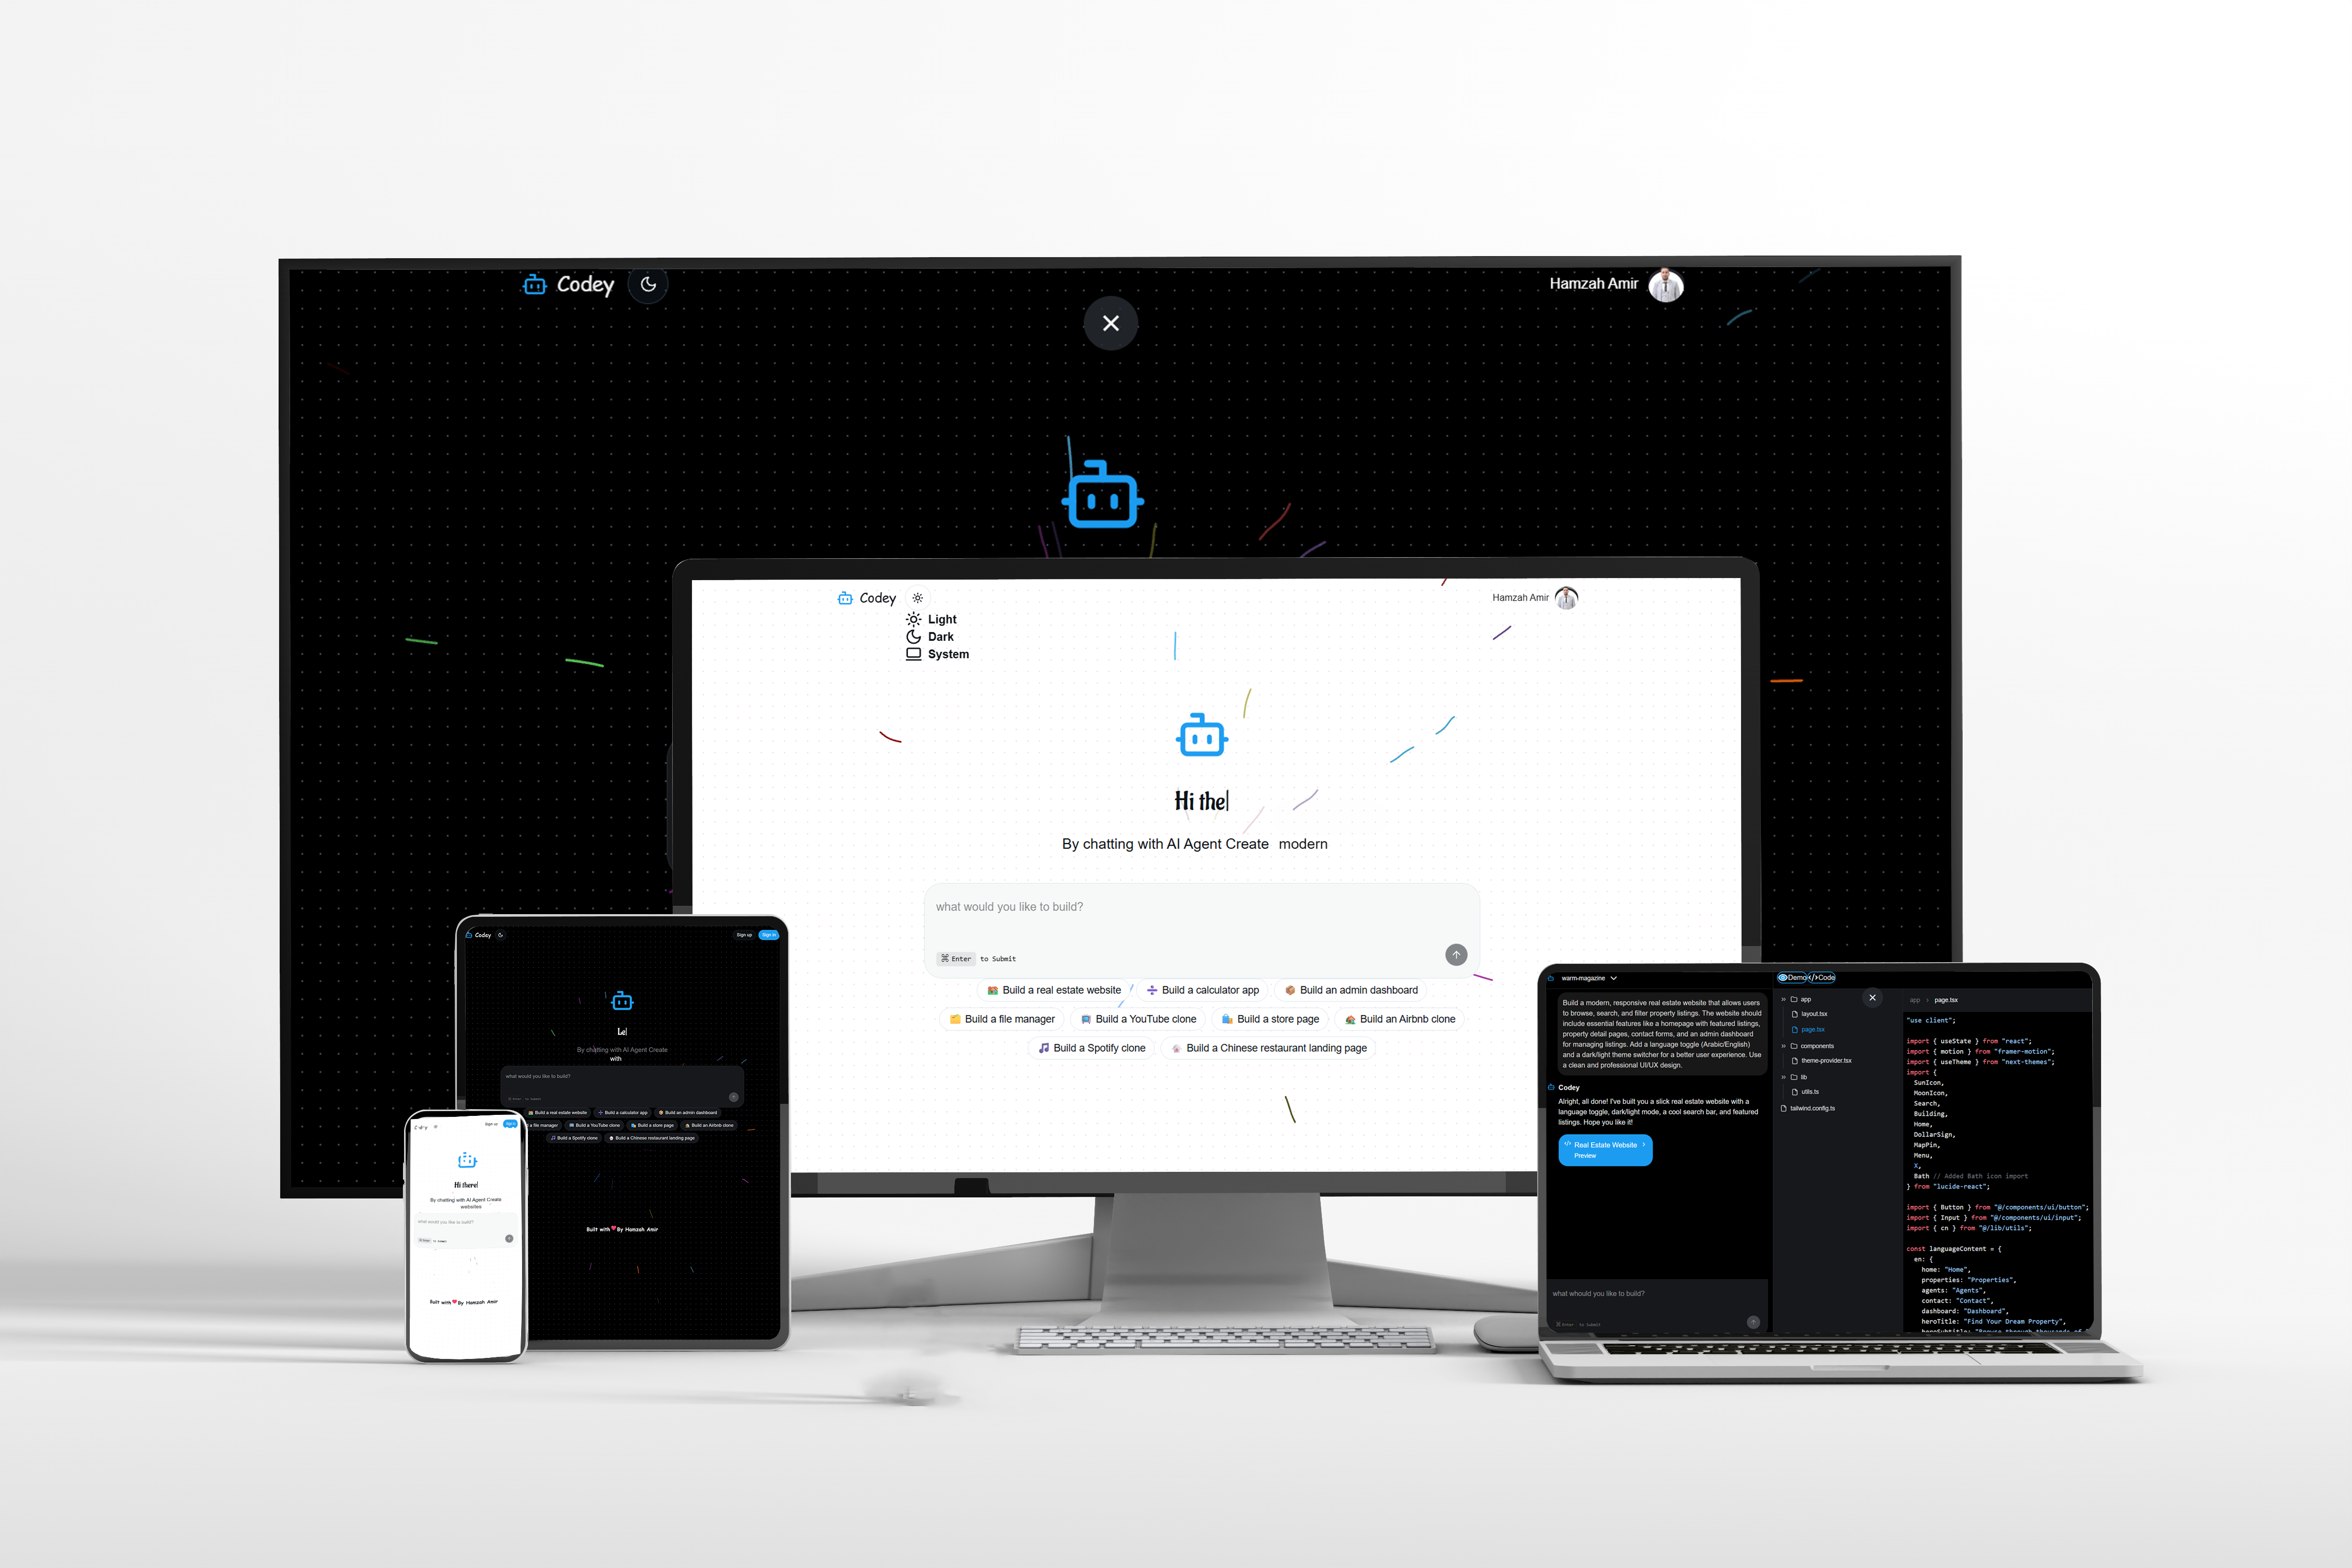 Codey
Hamzah Amir
Codey
Hamzah Amir
Light
Dark
System
Hi the
By chatting with AI Agent Create modern
what would you like to build?
Enter to Submit
Build a real estate website
Build a calculator app
Build an admin dashboard
Build a file manager
Build a YouTube clone
Build a store page
Build an Airbnb clone
Build a Spotify clone
Build a Chinese restaurant landing page
Codey
Sign up
Sign in
Le
By chatting with AI Agent Create
with
what would you like to build?
Enter to Submit
Build a real estate website
Build a calculator app
Build an admin dashboard
file manager
Build a YouTube clone
Build a store page
Build an Airbnb clone
Build a Spotify clone
Build a Chinese restaurant landing page
Built with ❤ By Hamzah Amir
Sign up
Hi there!
By chatting with AI Agent Create
websites
what would you like to build?
Enter to Submit
Built with ❤ By Hamzah Amir
warm-magazine
Build a modern, responsive real estate website that allows users
to browse, search, and filter property listings. The website should
include essential features like a homepage with featured listings,
property detail pages, contact forms, and an admin dashboard
for managing listings. Add a language toggle (Arabic/English)
and a dark/light theme switcher for a better user experience. Use
a clean and professional UI/UX design.
Codey
Alright, all done! I've built you a slick real estate website with a
language toggle, dark/light mode, a cool search bar, and featured
listings. Hope you like it!
</> Real Estate Website >
Preview
what whould you like to build?
Enter to Submit
Demo </> Code
app
layout.tsx
page.tsx
components
theme-provider.tsx
lib
utils.ts
tailwind.config.ts
app > page.tsx
"use client";
import { useState } from "react";
import { motion } from "framer-motion";
import { useTheme } from "next-themes";
import {
SunIcon,
MoonIcon,
Search,
Building,
Home,
DollarSign,
MapPin,
Menu,
X,
Bath // Added Bath icon import
} from "lucide-react";
import { Button } from "@/components/ui/button";
import { Input } from "@/components/ui/input";
import { cn } from "@/lib/utils";
const languageContent = {
en: {
home: "Home",
properties: "Properties",
agents: "Agents",
contact: "Contact",
dashboard: "Dashboard",
heroTitle: "Find Your Dream Property",